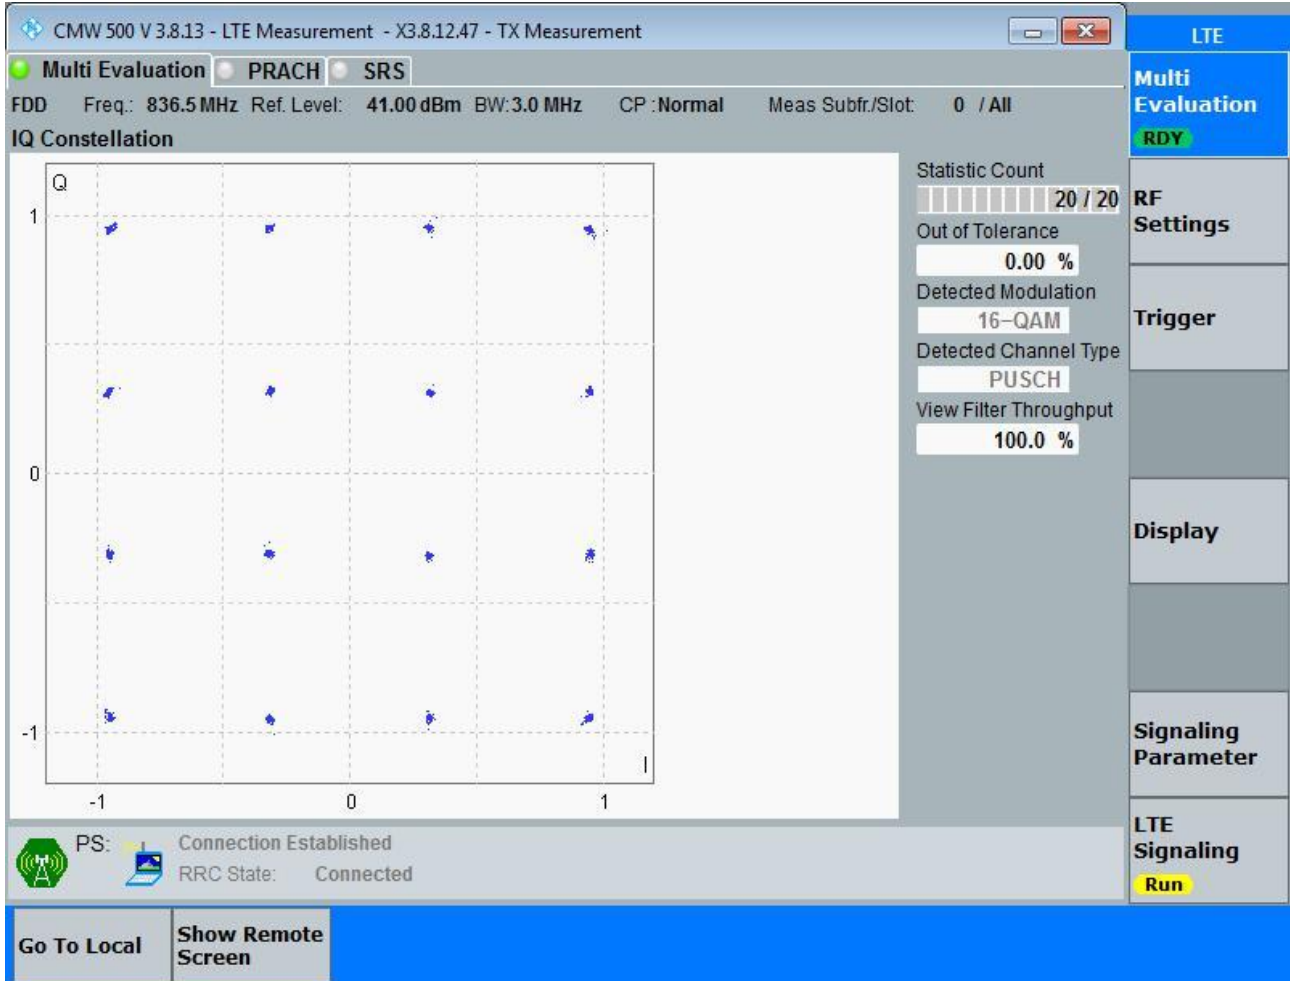 CMW 500 V 3.8.13 - LTE Measurement - X3.8.12.47 - TX Measurement
LTE
Multi Evaluation PRACH SRS
FDD Freq.: 836.5 MHz Ref. Level: 41.00 dBm BW: 3.0 MHz CP : Normal Meas Subfr./Slot: 0 / All
IQ Constellation
Q
1
0
-1
I
-1 0 1
Statistic Count
20 / 20
Out of Tolerance
0.00 %
Detected Modulation
16-QAM
Detected Channel Type
PUSCH
View Filter Throughput
100.0 %
Multi
Evaluation
RDY
RF
Settings
Trigger
Display
Signaling
Parameter
LTE
Signaling
Run
PS: Connection Established
RRC State: Connected
Go To Local
Show Remote
Screen